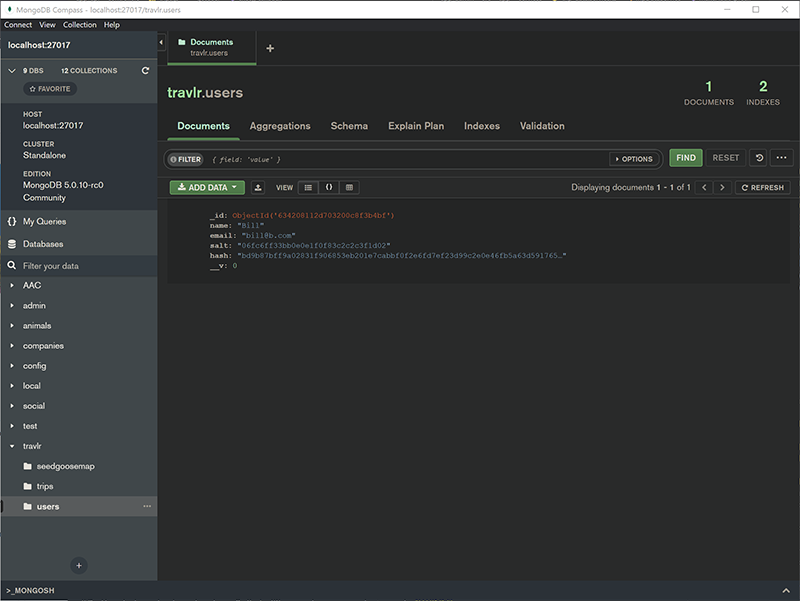 MongoDB Compass - localhost:27017/travlr.users
Connect View Collection Help
localhost:27017
Documents
travlr.users
9 DBS 12 COLLECTIONS
FAVORITE
HOST
localhost:27017
CLUSTER
Standalone
EDITION
MongoDB 5.0.10-rc0
Community
My Queries
Databases
Filter your data
AAC
admin
animals
companies
config
local
social
test
travlr
seedgoosemap
trips
users
>_MONGOSH
travlr.users
1 DOCUMENTS
2 INDEXES
Documents Aggregations Schema Explain Plan Indexes Validation
FILTER { field: 'value' } OPTIONS FIND RESET
ADD DATA VIEW {} Displaying documents 1 - 1 of 1 REFRESH
_id: ObjectId('634208112d703200c8f3b4bf')
name: "Bill"
email: "bill@b.com"
salt: "06fc6ff33bb0e0e1f0f83c2c2c3f1d02"
hash: "bd9b87bff9a02831f906853eb201e7cabbf0f2e6fd7ef23d99c2e0e46fb5a63d591765…"
__v: 0